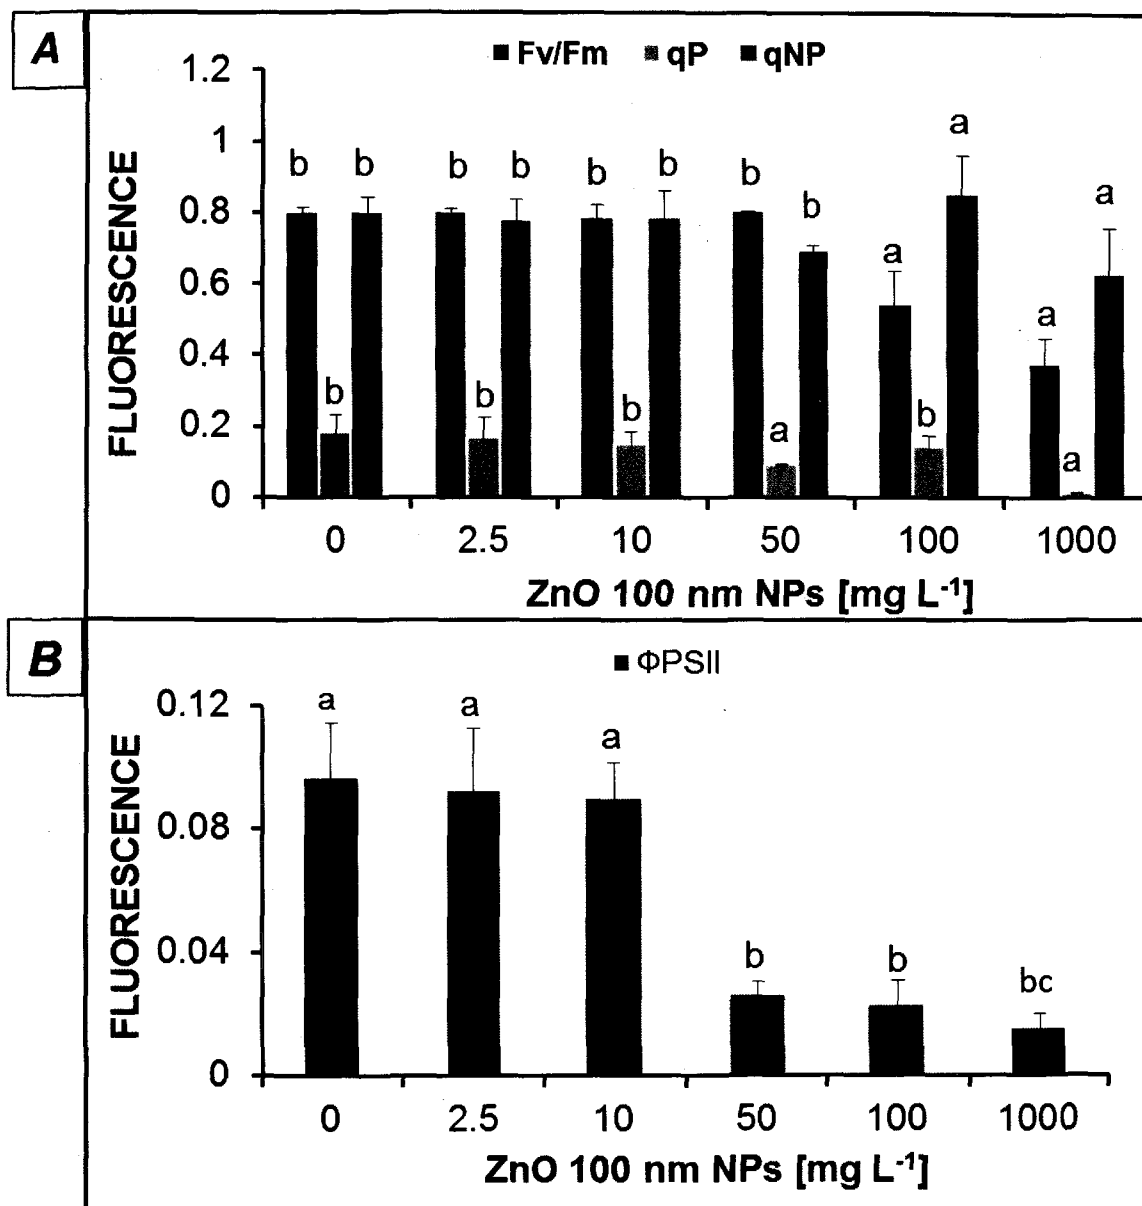 A
Fv/Fm qP qNP
1.2
a
1
b b b b b b b a
0.8
b
a
0.6
a
0.4
b b b b
0.2
a
a
0
FLUORESCENCE
0 2.5 10 50 100 1000
ZnO 100 nm NPs [mg L-1]
B
ΦPSII
0.12
a a a
0.08
FLUORESCENCE
0.04
b b bc
0
0 2.5 10 50 100 1000
ZnO 100 nm NPs [mg L-1]